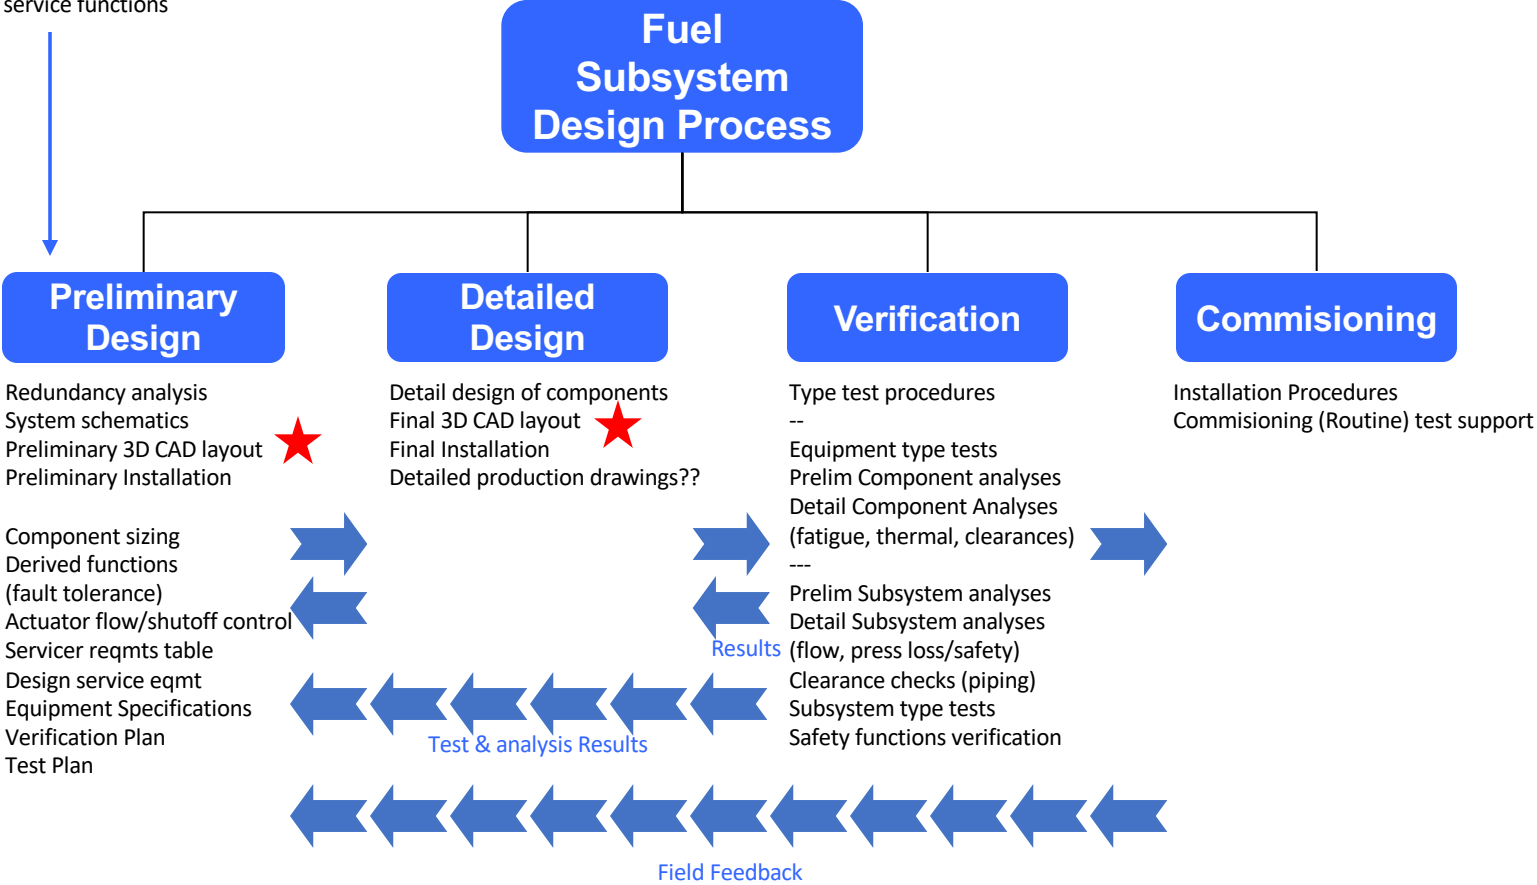 service functions
Fuel
Subsystem
Design Process
Preliminary
Design
Detailed
Design
Verification
Commisioning
Redundancy analysis
System schematics
Preliminary 3D CAD layout
Preliminary Installation
Component sizing
Derived functions
(fault tolerance)
Actuator flow/shutoff control
Servicer reqmts table
Design service eqmt
Equipment Specifications
Verification Plan
Test Plan
Detail design of components
Final 3D CAD layout
Final Installation
Detailed production drawings??
Type test procedures
--
Equipment type tests
Prelim Component analyses
Detail Component Analyses
(fatigue, thermal, clearances)
---
Prelim Subsystem analyses
Detail Subsystem analyses
(flow, press loss/safety)
Clearance checks (piping)
Subsystem type tests
Safety functions verification
Installation Procedures
Commisioning (Routine) test support
Results
Test & analysis Results
Field Feedback